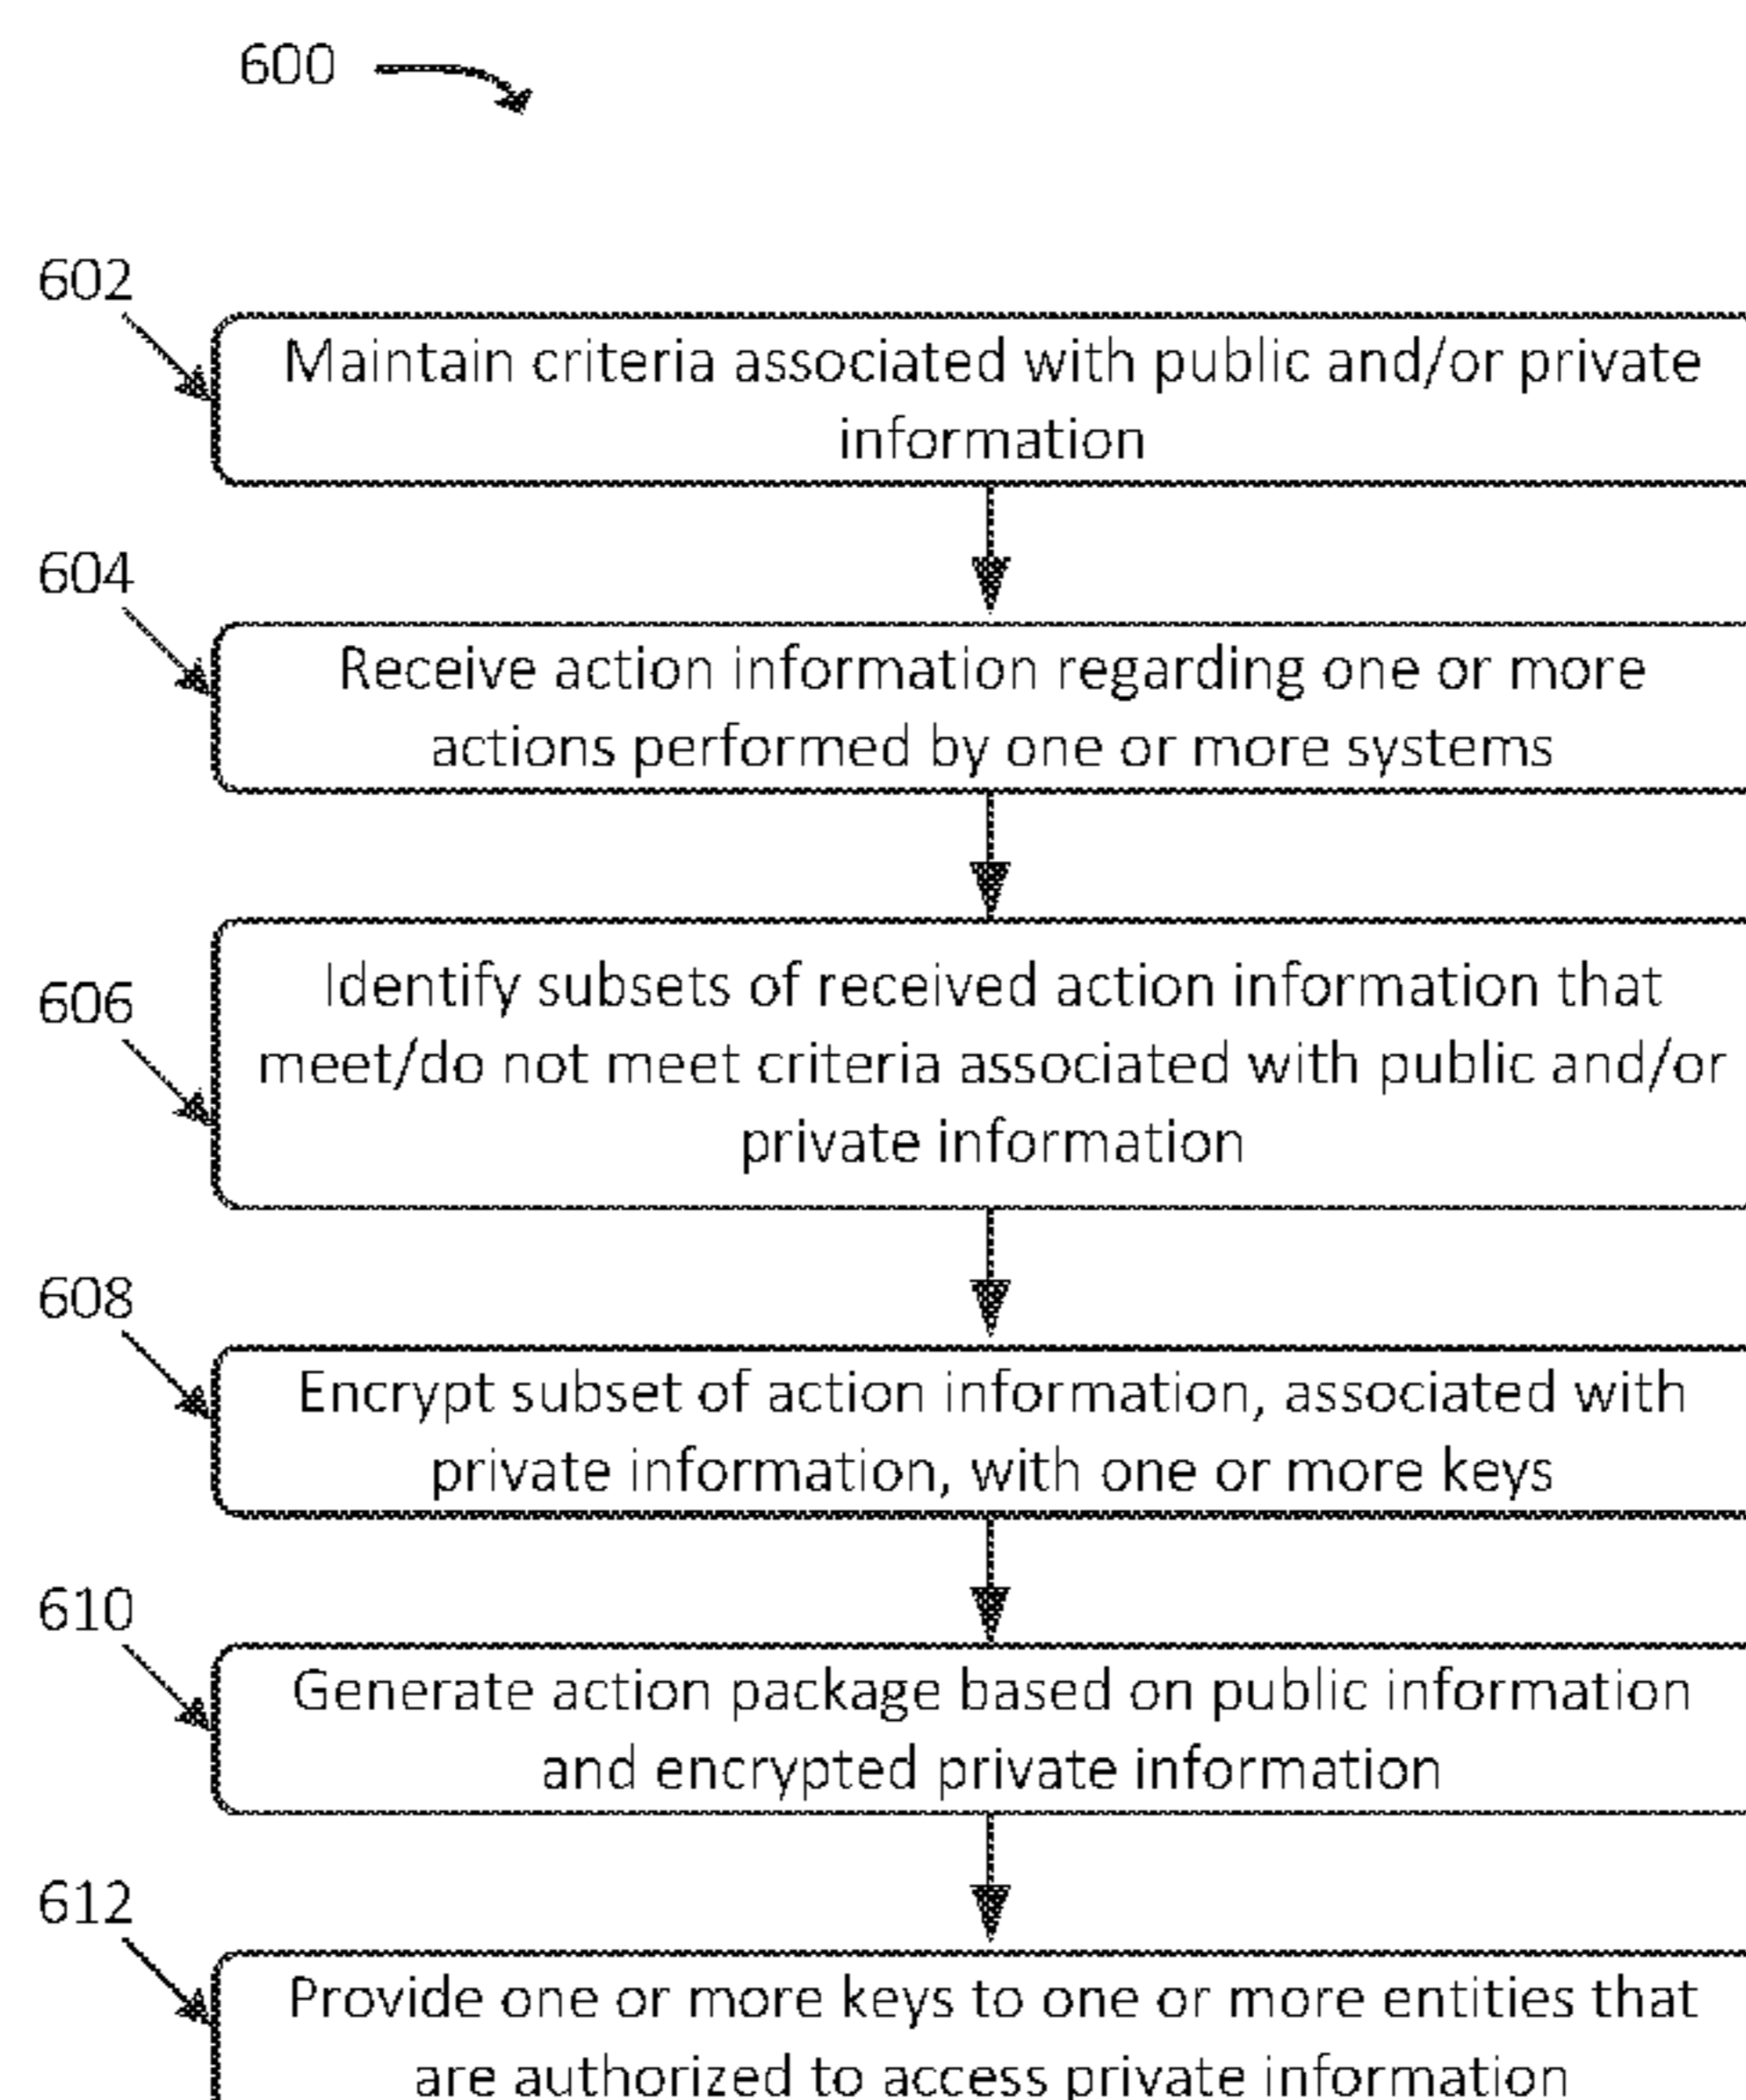 600
602
Maintain criteria associated with public and/or private
information
604
Receive action information regarding one or more
actions performed by one or more systems
606
Identify subsets of received action information that
meet/do not meet criteria associated with public and/or
private information
608
Encrypt subset of action information, associated with
private information, with one or more keys
610
Generate action package based on public information
and encrypted private information
612
Provide one or more keys to one or more entities that
are authorized to access private information